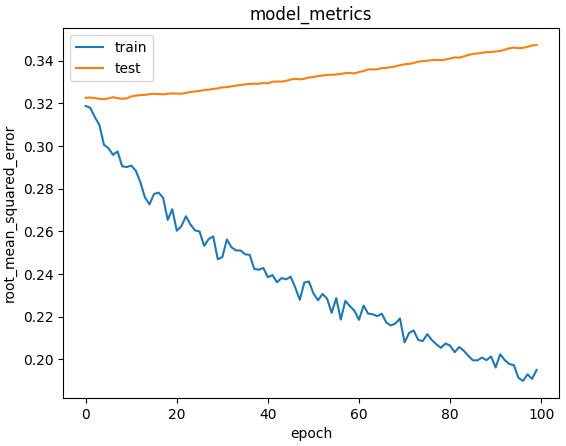 model_metrics
train
test
root_mean_squared_error
0.34
0.32
0.30
0.28
0.26
0.24
0.22
0.20
0 20 40 60 80 100
epoch